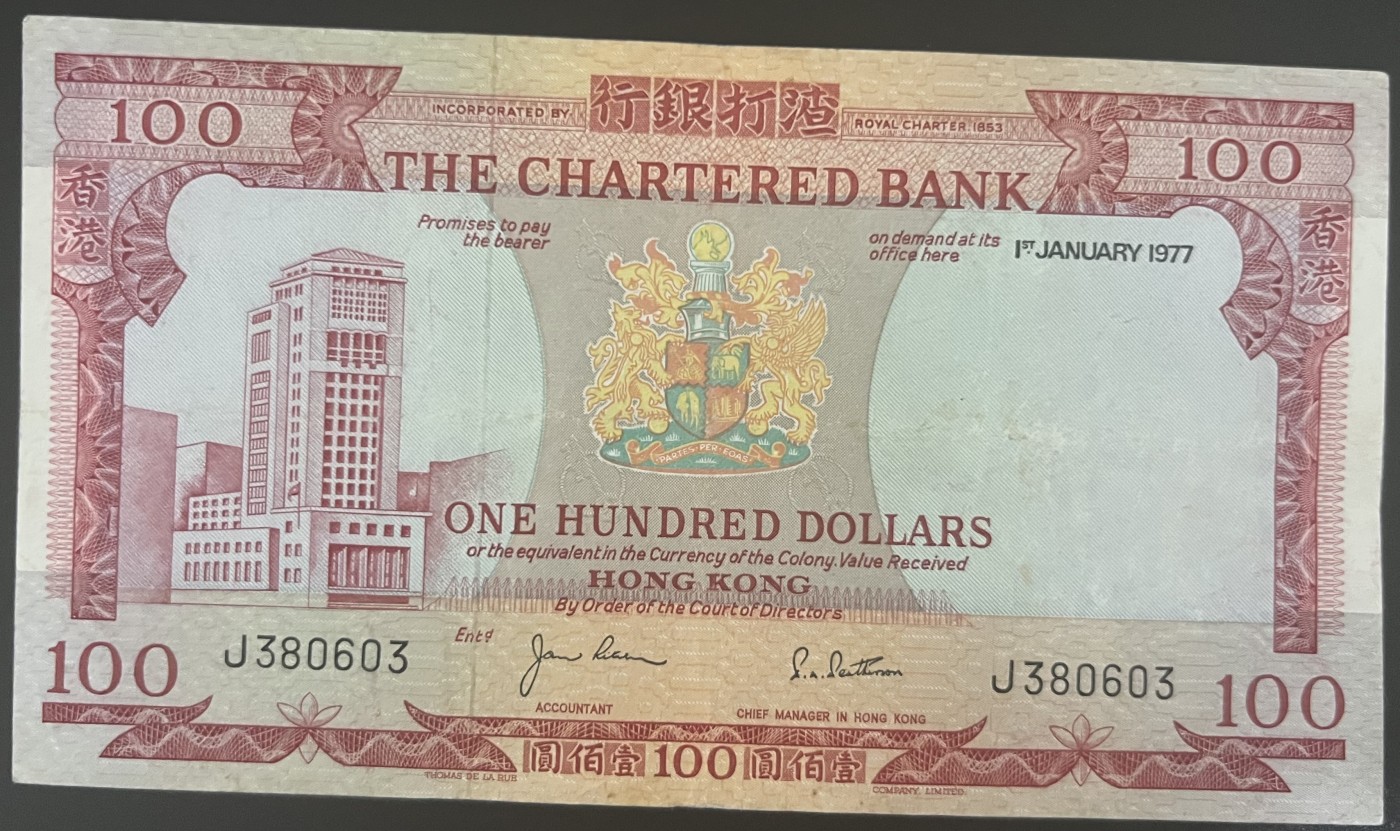 行銀打渣
INCORPORATED BY ROYAL CHARTER.1853
100 100
THE CHARTERED BANK
香港 香港
Promises to pay the bearer
on demand at its office here
1ST JANUARY 1977
PARTES·PER·EOAS
ONE HUNDRED DOLLARS
or the equivalent in the Currency of the Colony. Value Received
HONG KONG
By Order of the Court of Directors
Entd
J380603 J380603
100 100
ACCOUNTANT CHIEF MANAGER IN HONG KONG
圓佰壹 100 圓佰壹
THOMAS DE LA RUE COMPANY, LIMITED.